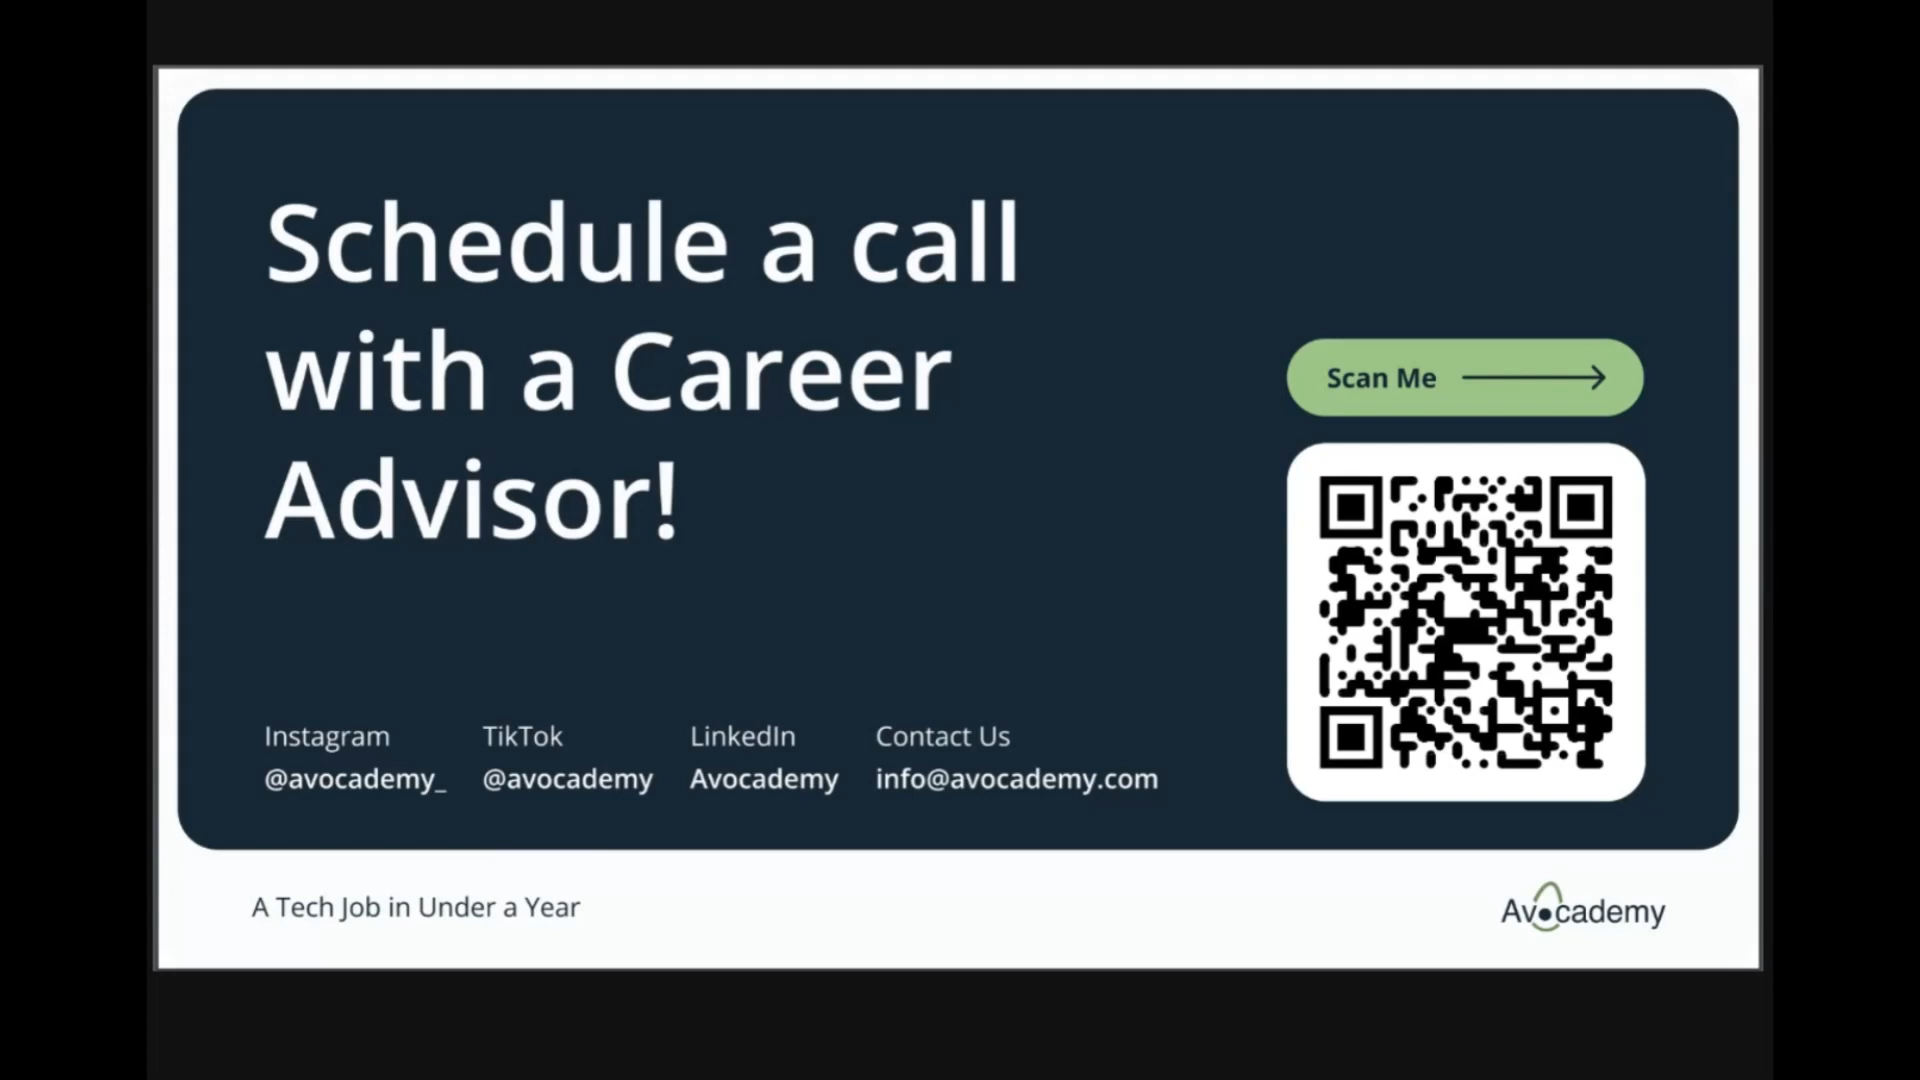 Schedule a call
with a Career
Advisor!
Scan Me
Instagram
@avocademy_
TikTok
@avocademy
LinkedIn
Avocademy
Contact Us
info@avocademy.com
A Tech Job in Under a Year
Avocademy